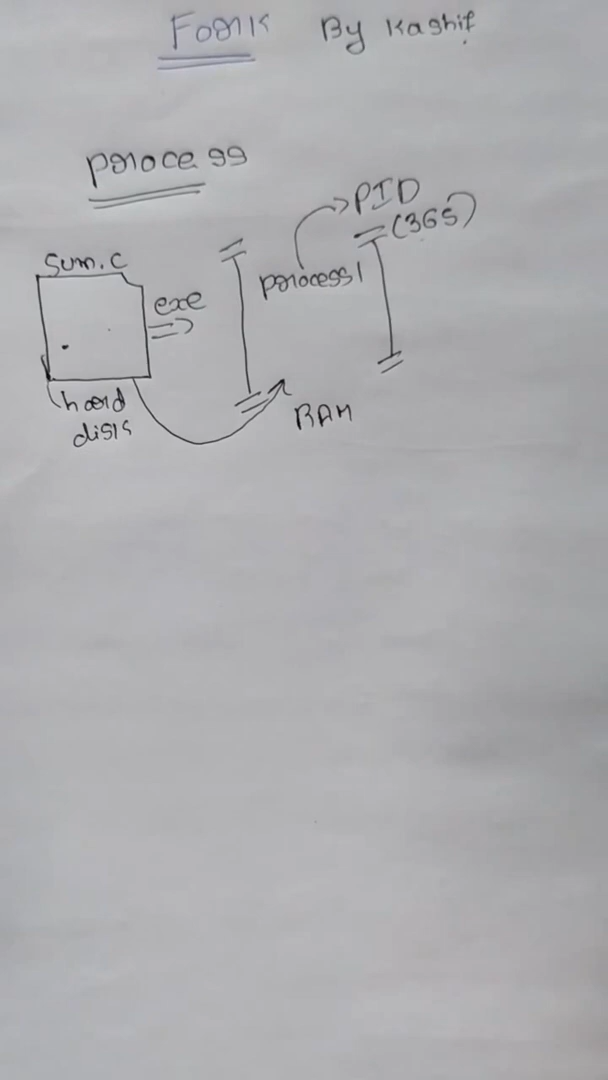 Fork By Kashif
process
PID
(365)
sum.c
process1
exe
hard
disk
RAM